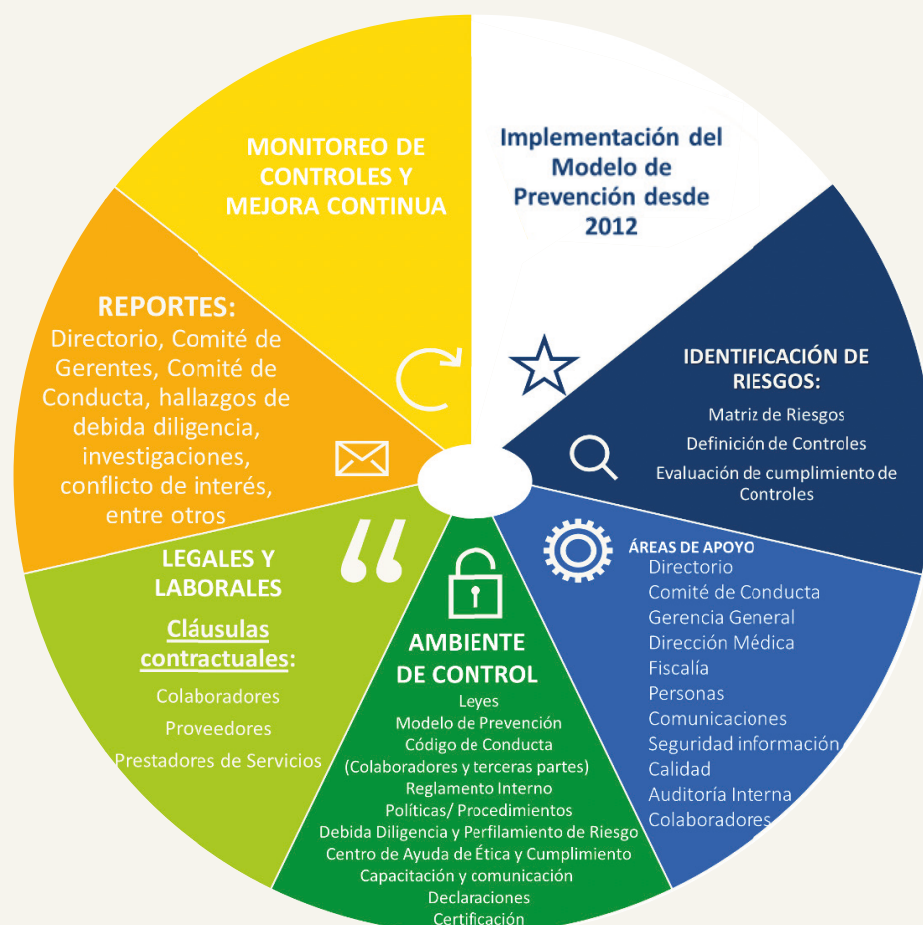 Implementación del
Modelo de
Prevención desde
2012
IDENTIFICACIÓN DE
RIESGOS:
Matriz de Riesgos
Definición de Controles
Evaluación de cumplimiento de
Controles
ÁREAS DE APOYO
Directorio
Comité de Conducta
Gerencia General
Dirección Médica
Fiscalía
Personas
Comunicaciones
Seguridad información
Calidad
Auditoría Interna
Colaboradores
AMBIENTE
DE CONTROL
Leyes
Modelo de Prevención
Código de Conducta
(Colaboradores y terceras partes)
Reglamento Interno
Políticas/ Procedimientos
Debida Diligencia y Perfilamiento de Riesgo
Centro de Ayuda de Ética y Cumplimiento
Capacitación y comunicación
Declaraciones
Certificación
LEGALES Y
LABORALES
Cláusulas
contractuales:
Colaboradores
Proveedores
Prestadores de Servicios
REPORTES:
Directorio, Comité de
Gerentes, Comité de
Conducta, hallazgos de
debida diligencia,
investigaciones,
conflicto de interés,
entre otros
MONITOREO DE
CONTROLES Y
MEJORA CONTINUA